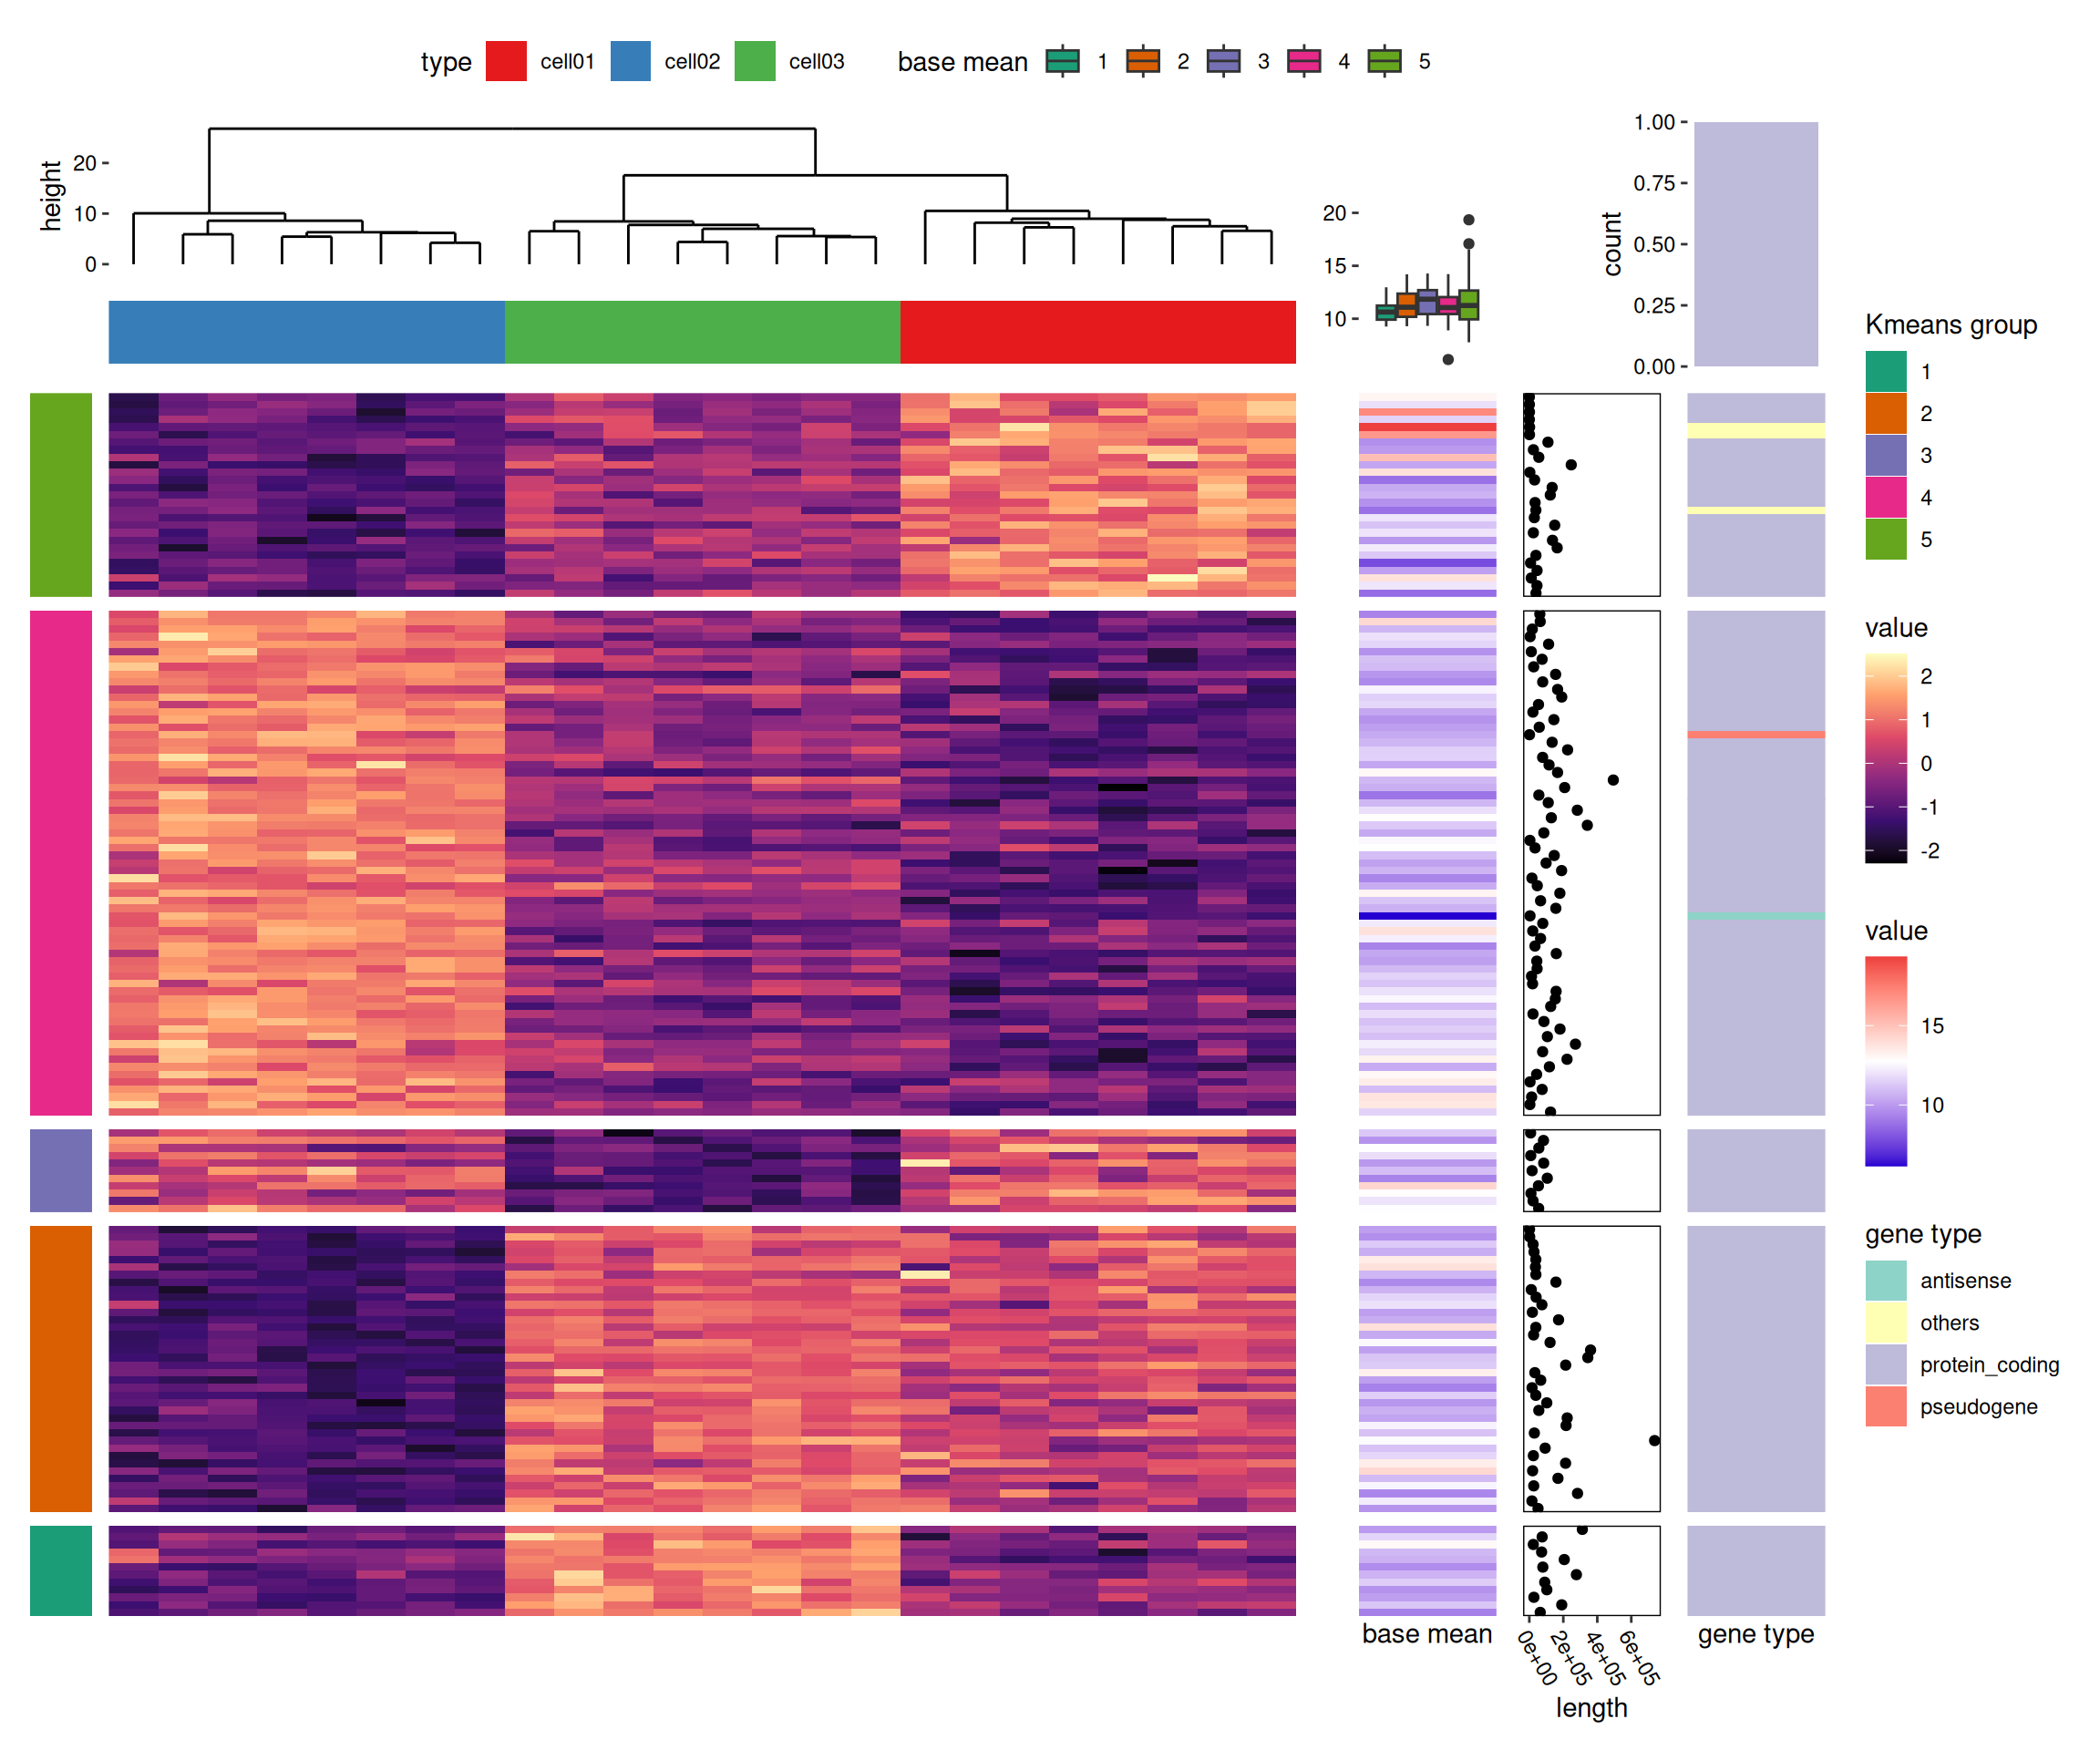 type cell01 cell02 cell03 base mean 1 2 3 4 5
height
20
10
0
20
15
10
count
1.00
0.75
0.50
0.25
0.00
Kmeans group
1
2
3
4
5
value
2
1
0
-1
-2
value
15
10
gene type
antisense
others
protein_coding
pseudogene
base mean
0e+00 2e+05 4e+05 6e+05
length
gene type